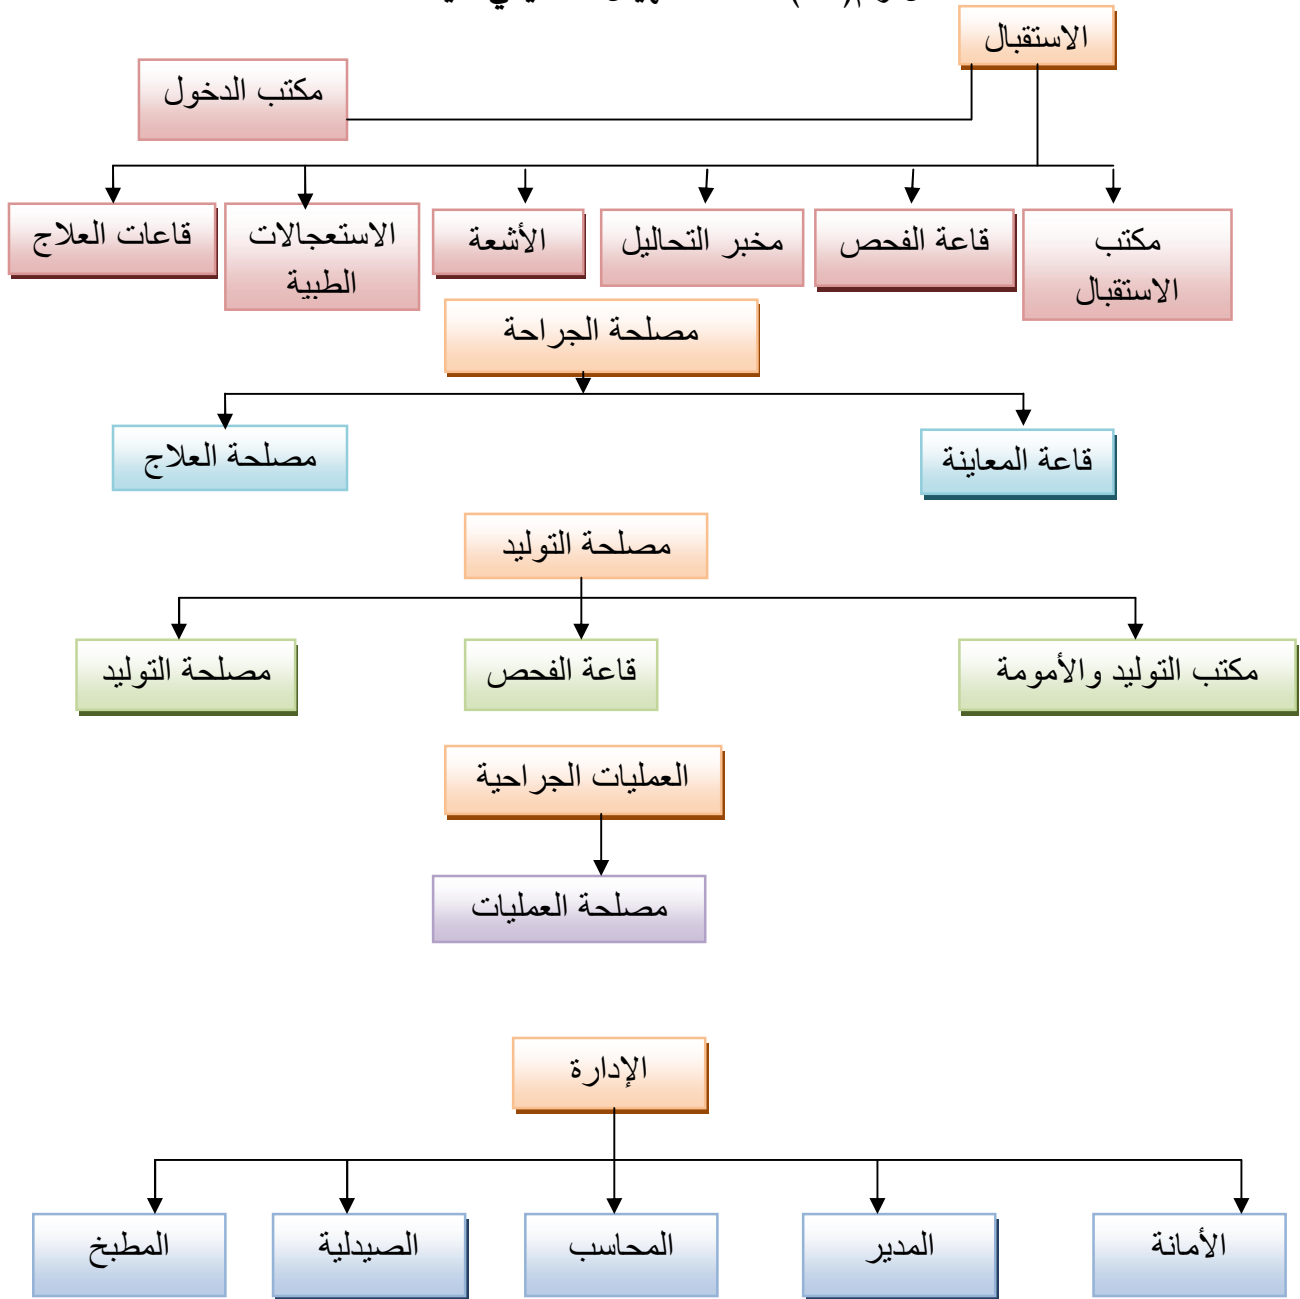 الاستقبال
مكتب الدخول
مكتب
الاستقبال
قاعة الفحص
مخبر التحاليل
الأشعة
الاستعجالات
الطبية
قاعات العلاج
مصلحة الجراحة
قاعة المعاينة
مصلحة العلاج
مصلحة التوليد
مكتب التوليد والأمومة
قاعة الفحص
مصلحة التوليد
العمليات الجراحية
مصلحة العمليات
الإدارة
الأمانة
المدير
المحاسب
الصيدلية
المطبخ